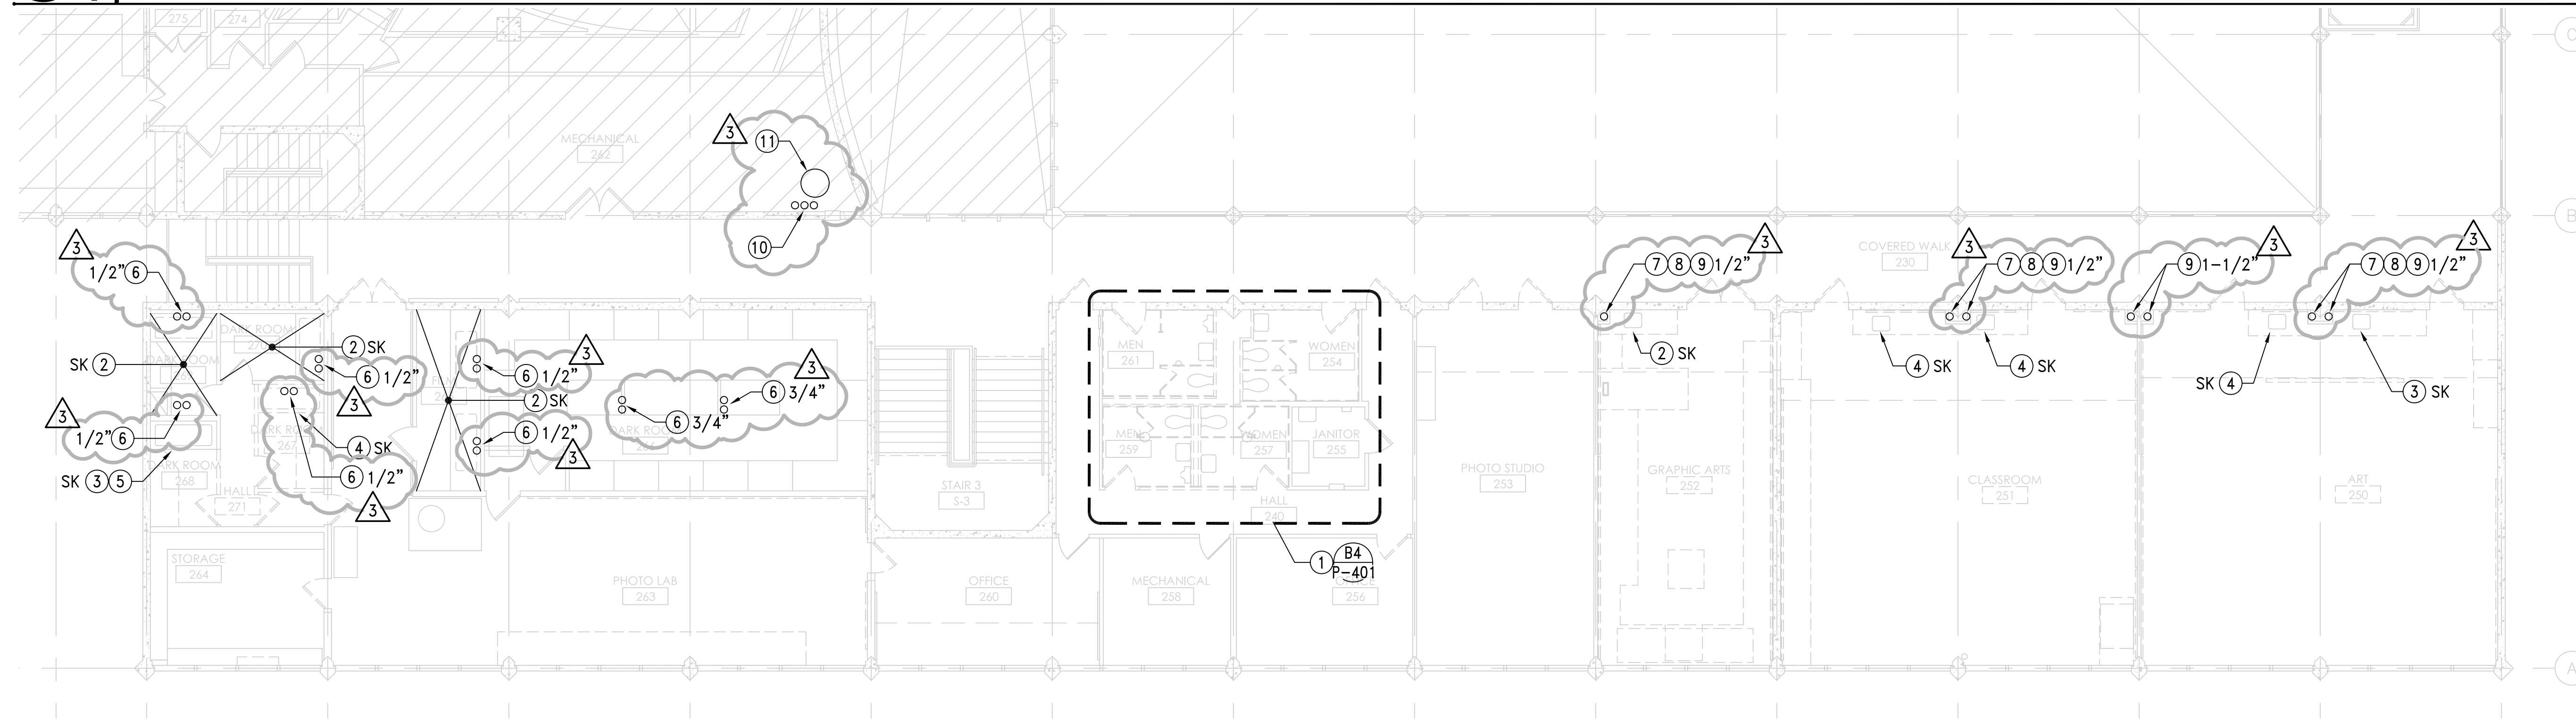 275
274
C
MECHANICAL
262
3
11
10
B
3
1/2" 6
DARK ROOM
2 SK
SK 2
DARK ROOM
6 1/2"
3
3
6 1/2"
2 SK
6 1/2"
3
3
6 3/4"
6 3/4"
DARK ROOM
3
1/2" 6
4 SK
6 1/2"
3
SK 3 5
DARK ROOM
268
267
HALL
271
STORAGE
264
PHOTO LAB
263
STAIR 3
S-3
OFFICE
260
MECHANICAL
258
256
MEN
261
WOMEN
254
MEN
259
WOMEN
257
JANITOR
255
HALL
240
1
B4
P-401
PHOTO STUDIO
253
7 8 9 1/2"
3
2 SK
GRAPHIC ARTS
252
COVERED WALK
230
3
7 8 9 1/2"
4 SK
4 SK
CLASSROOM
251
9 1-1/2"
3
7 8 9 1/2"
3
SK 4
3 SK
ART
250
A